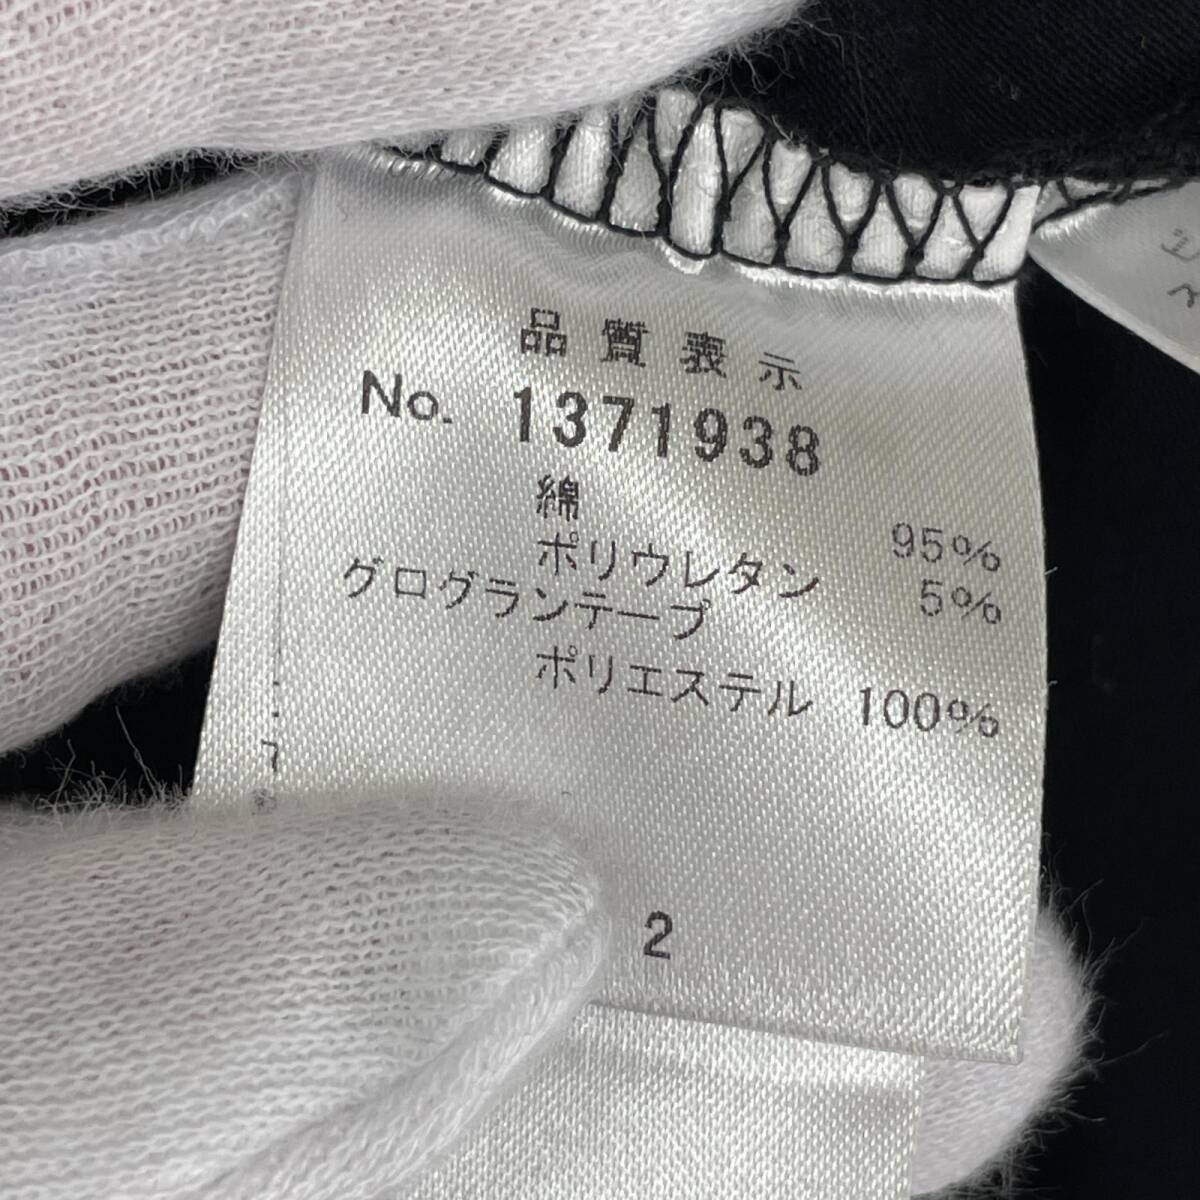 品質表示
No. 1371938
綿 95%
ポリウレタン 5%
グログランテープ
ポリエステル 100%
2